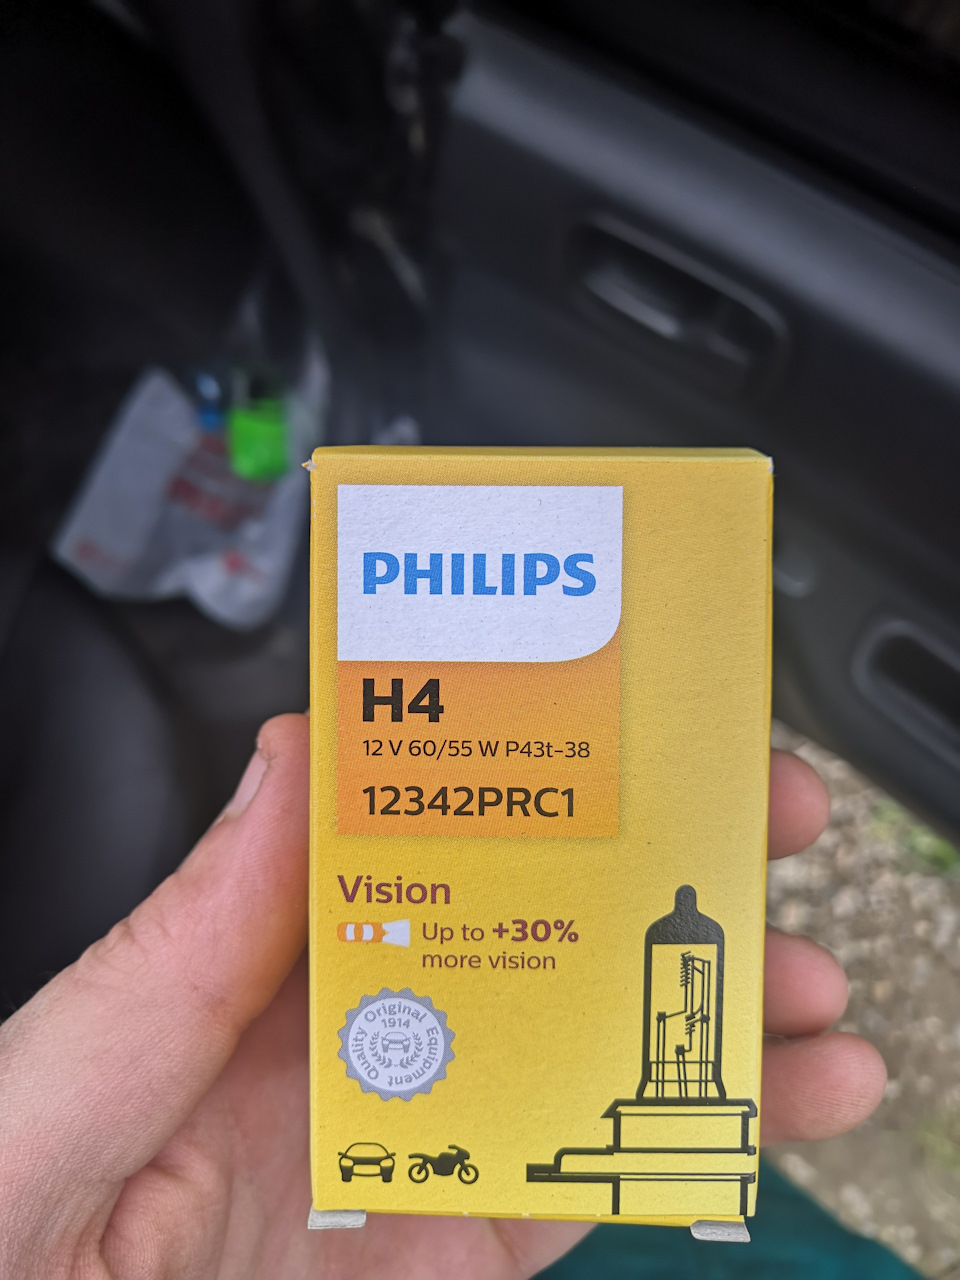 PHILIPS
H4
12 V 60/55 W P43t-38
12342PRC1
Vision
Up to +30%
more vision
Quality Original Equipment
1914